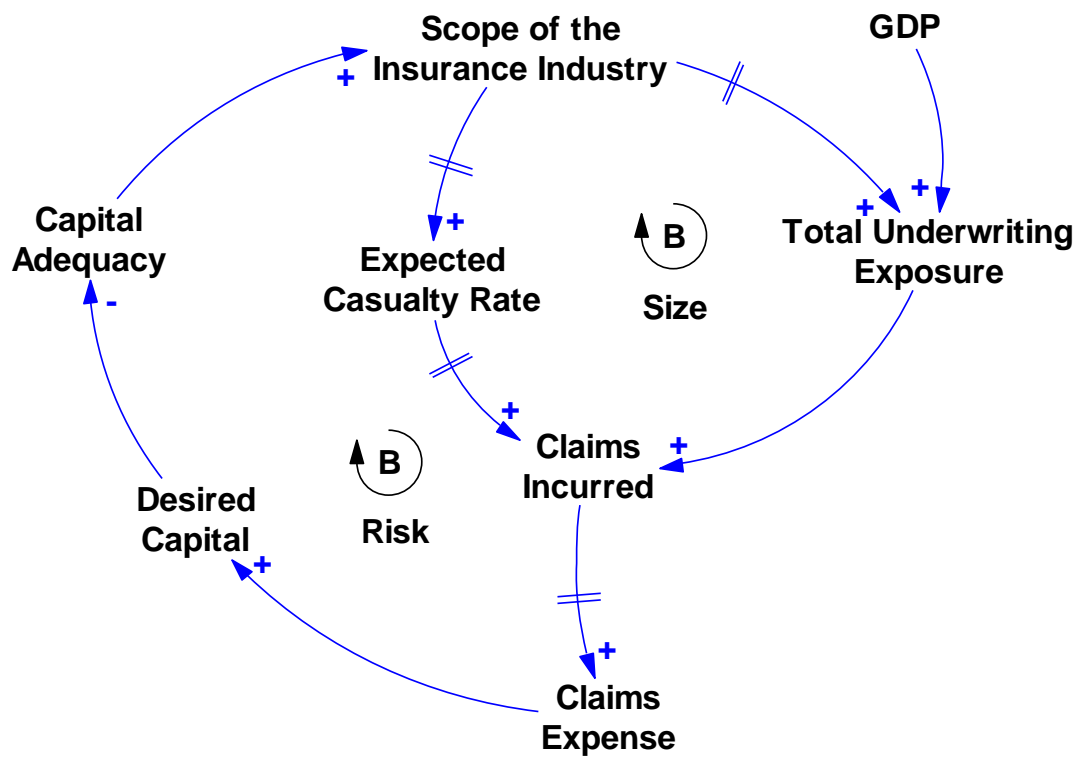 Scope of the
Insurance Industry
GDP
+
+
+
+
+
Capital
Adequacy
-
Expected
Casualty Rate
B
Size
Total Underwriting
Exposure
+
+
Claims
Incurred
B
Risk
Desired
Capital
+
+
Claims
Expense